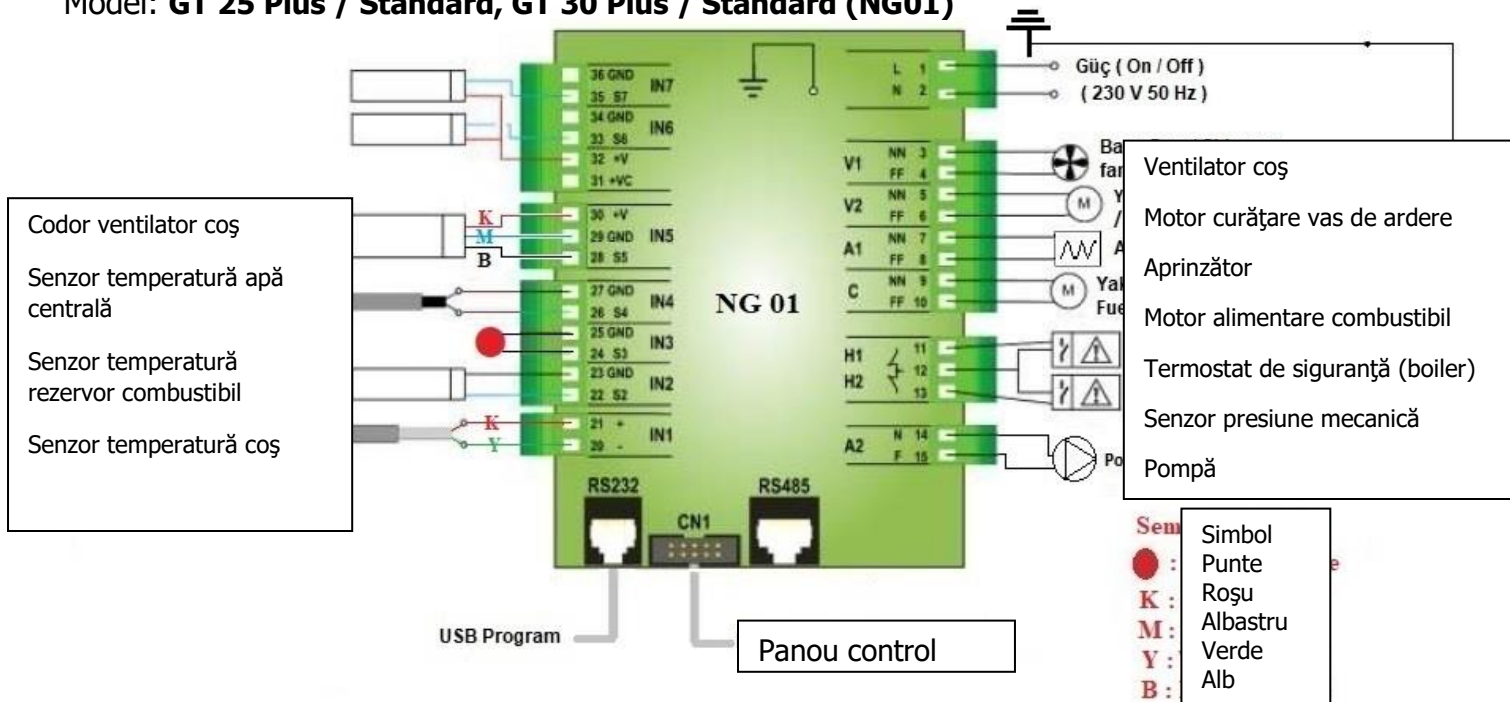 Model: GT 25 Plus / Standard, GT 30 Plus / Standard (NG01)
36 GND
35 S7
IN7
34 GND
33 S6
IN6
32 +V
31 +VC
30 +V
29 GND
IN5
28 S5
27 GND
IN4
26 S4
25 GND
IN3
24 S3
23 GND
IN2
22 S2
21 +
IN1
20 -
K
M
B
K
Y
Codor ventilator coş
Senzor temperatură apă
centrală
Senzor temperatură
rezervor combustibil
Senzor temperatură coş
NG 01
L 1
N 2
V1
NN 3
FF 4
V2
NN 5
FF 6
A1
NN 7
FF 8
C
NN 9
FF 10
H1
H2
11
12
13
A2
N 14
F 15
Güç ( On / Off )
( 230 V 50 Hz )
M
M
Ventilator coş
Motor curăţare vas de ardere
Aprinzător
Motor alimentare combustibil
Termostat de siguranţă (boiler)
Senzor presiune mecanică
Pompă
RS232
CN1
RS485
USB Program
Panou control
Simbol
: Punte
K : Roşu
M : Albastru
Y : Verde
B : Alb